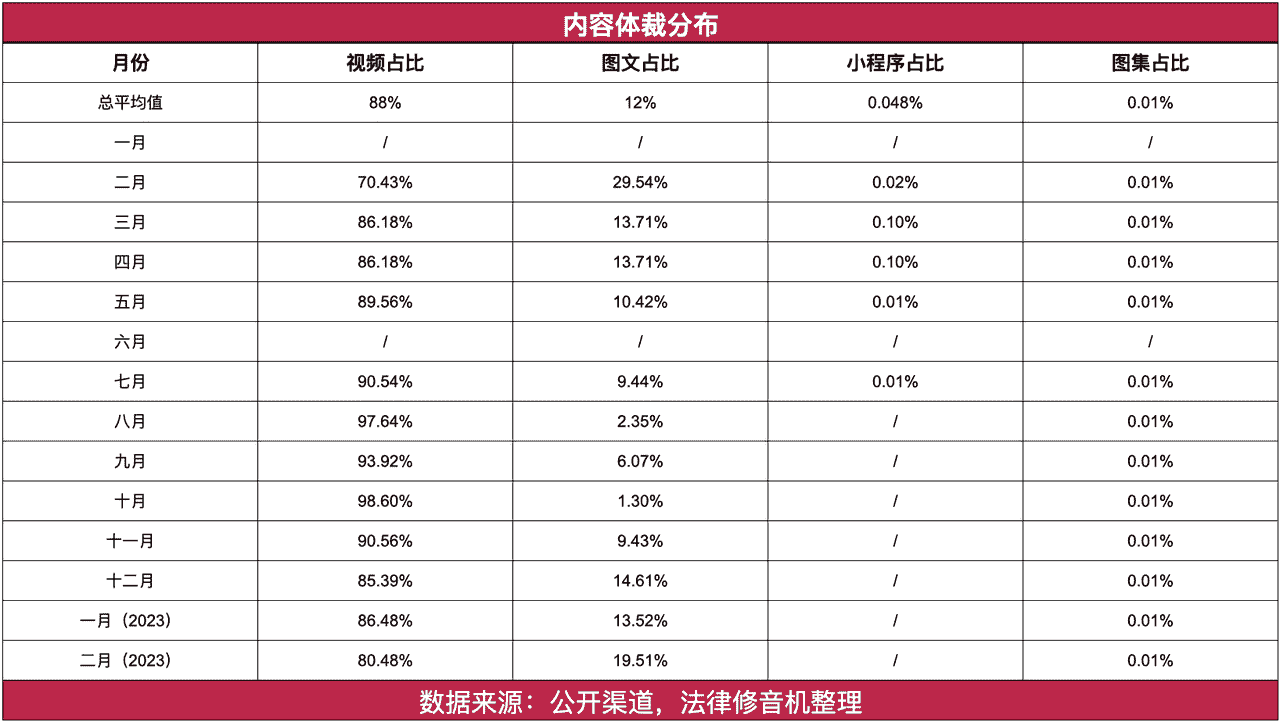 内容体裁分布
月份 视频占比 图文占比 小程序占比 图集占比
总平均值 88% 12% 0.048% 0.01%
一月 / / / /
二月 70.43% 29.54% 0.02% 0.01%
三月 86.18% 13.71% 0.10% 0.01%
四月 86.18% 13.71% 0.10% 0.01%
五月 89.56% 10.42% 0.01% 0.01%
六月 / / / /
七月 90.54% 9.44% 0.01% 0.01%
八月 97.64% 2.35% / 0.01%
九月 93.92% 6.07% / 0.01%
十月 98.60% 1.30% / 0.01%
十一月 90.56% 9.43% / 0.01%
十二月 85.39% 14.61% / 0.01%
一月（2023） 86.48% 13.52% / 0.01%
二月（2023） 80.48% 19.51% / 0.01%
数据来源：公开渠道，法律修音机整理